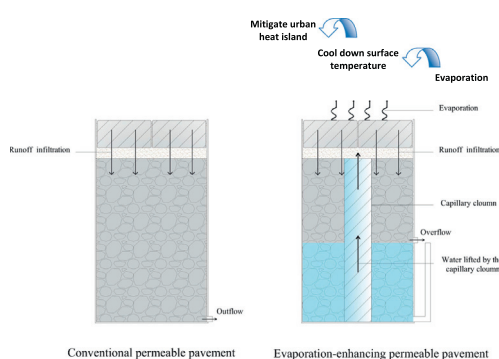 Mitigate urban
heat island
Cool down surface
temperature
Evaporation
Evaporation
Runoff infiltration
Runoff infiltration
Capillary cloumn
Overflow
Water lifted by the
capillary cloumn
Outflow
Conventional permeable pavement
Evaporation-enhancing permeable pavement